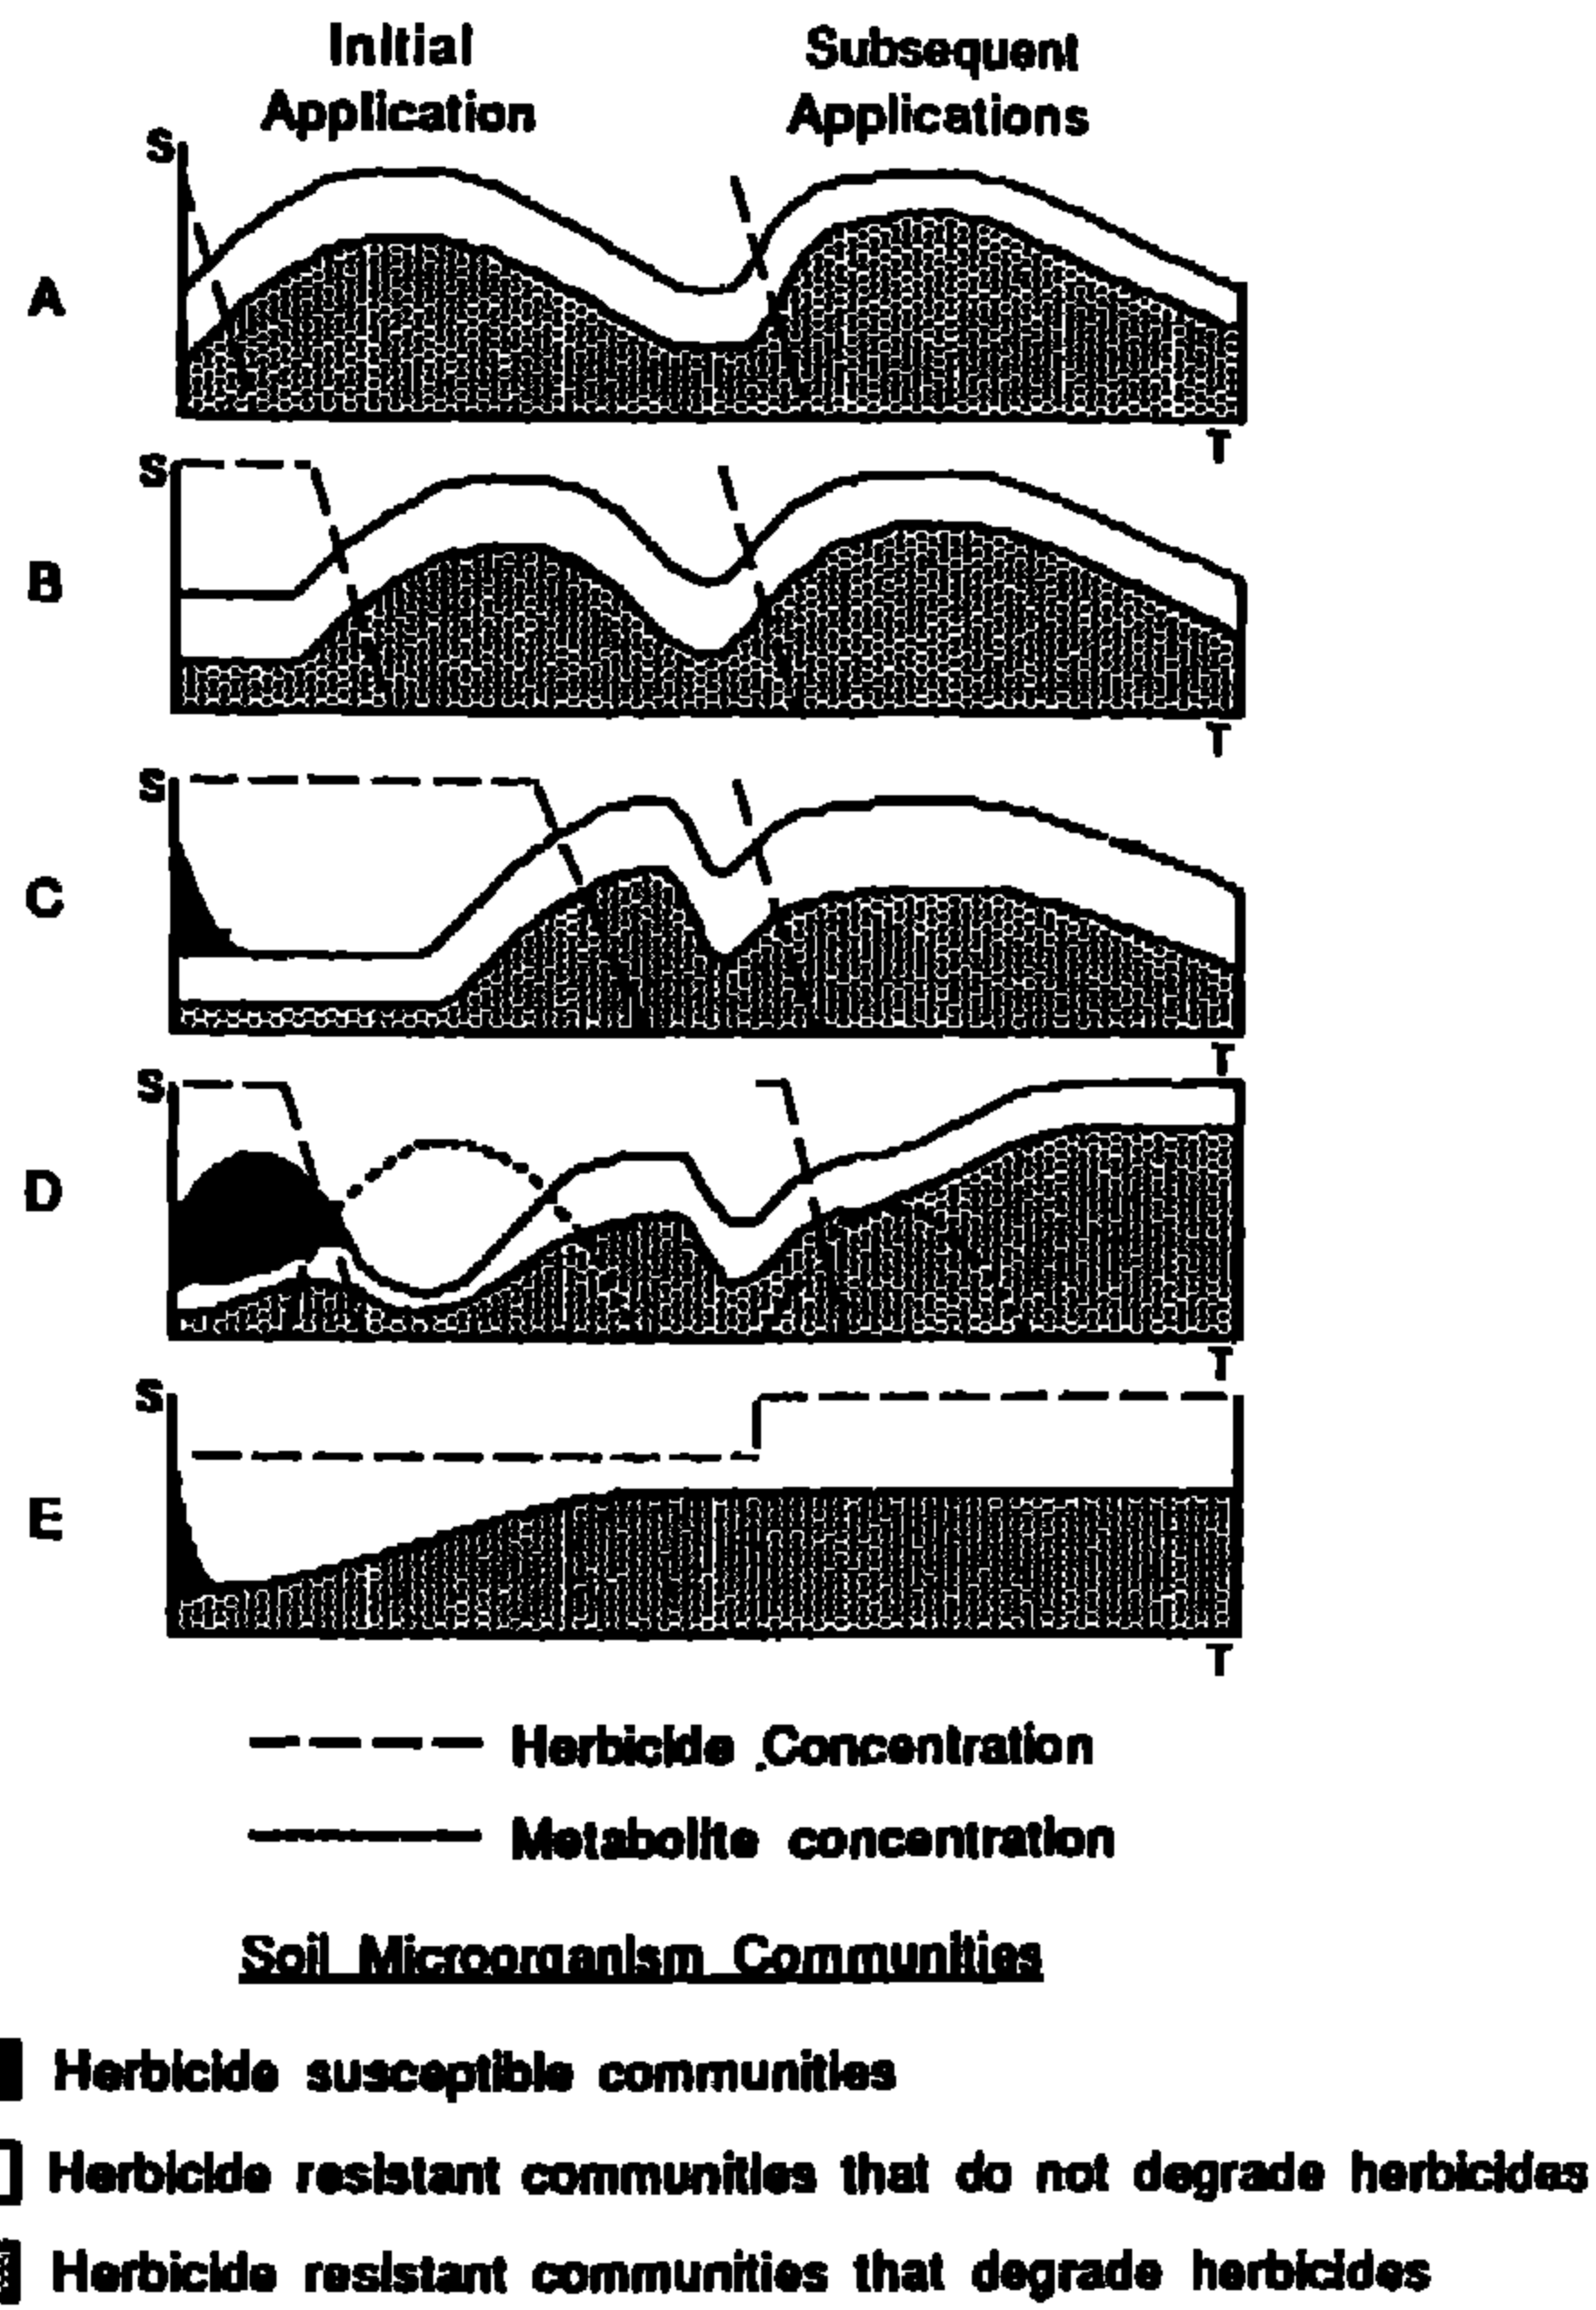 Initial
Application
Subsequent
Applications
S
A
T
S
B
T
S
C
T
S
D
T
S
E
T
Herbicide Concentration
Metabolite concentration
Soil Microorganism Communities
Herbicide susceptible communities
Herbicide resistant communities that do not degrade herbicides
Herbicide resistant communities that degrade herbicides